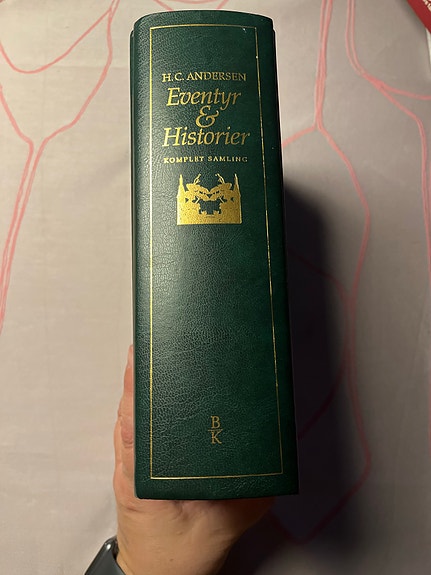 H.C. ANDERSEN
Eventyr
&
Historier
KOMPLET SAMLING
B
K